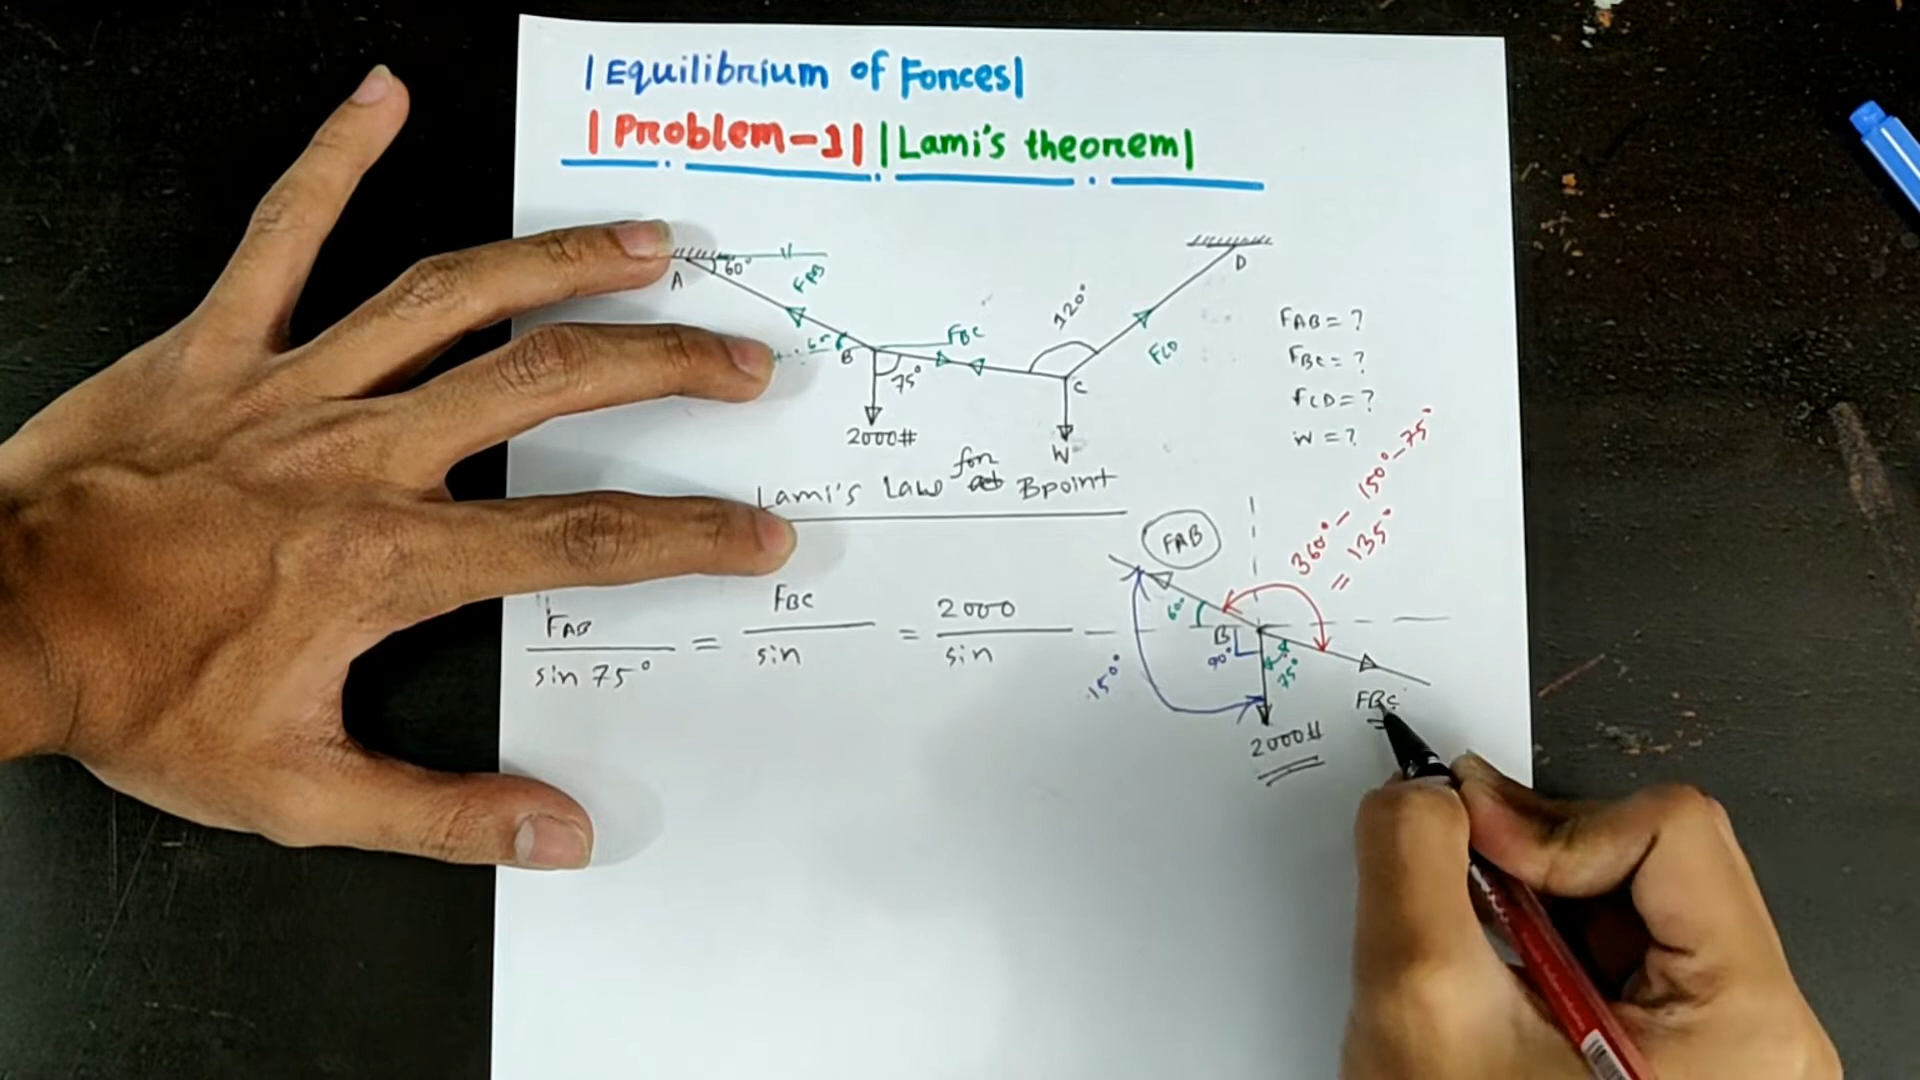 |Equilibrium of Forces|
|Problem-1| |Lami's theorem|
A 60° FAB
D
120°
B FBC
75°
C
FCD
2000#
W
FAB = ?
FBC = ?
FCD = ?
W = ?
Lami's Law for Bpoint
360° - 150° - 75°
= 135°
FAB
60°
B
90°
75°
150°
FBC
2000#
FAB / sin 75° = FBC / sin = 2000 / sin